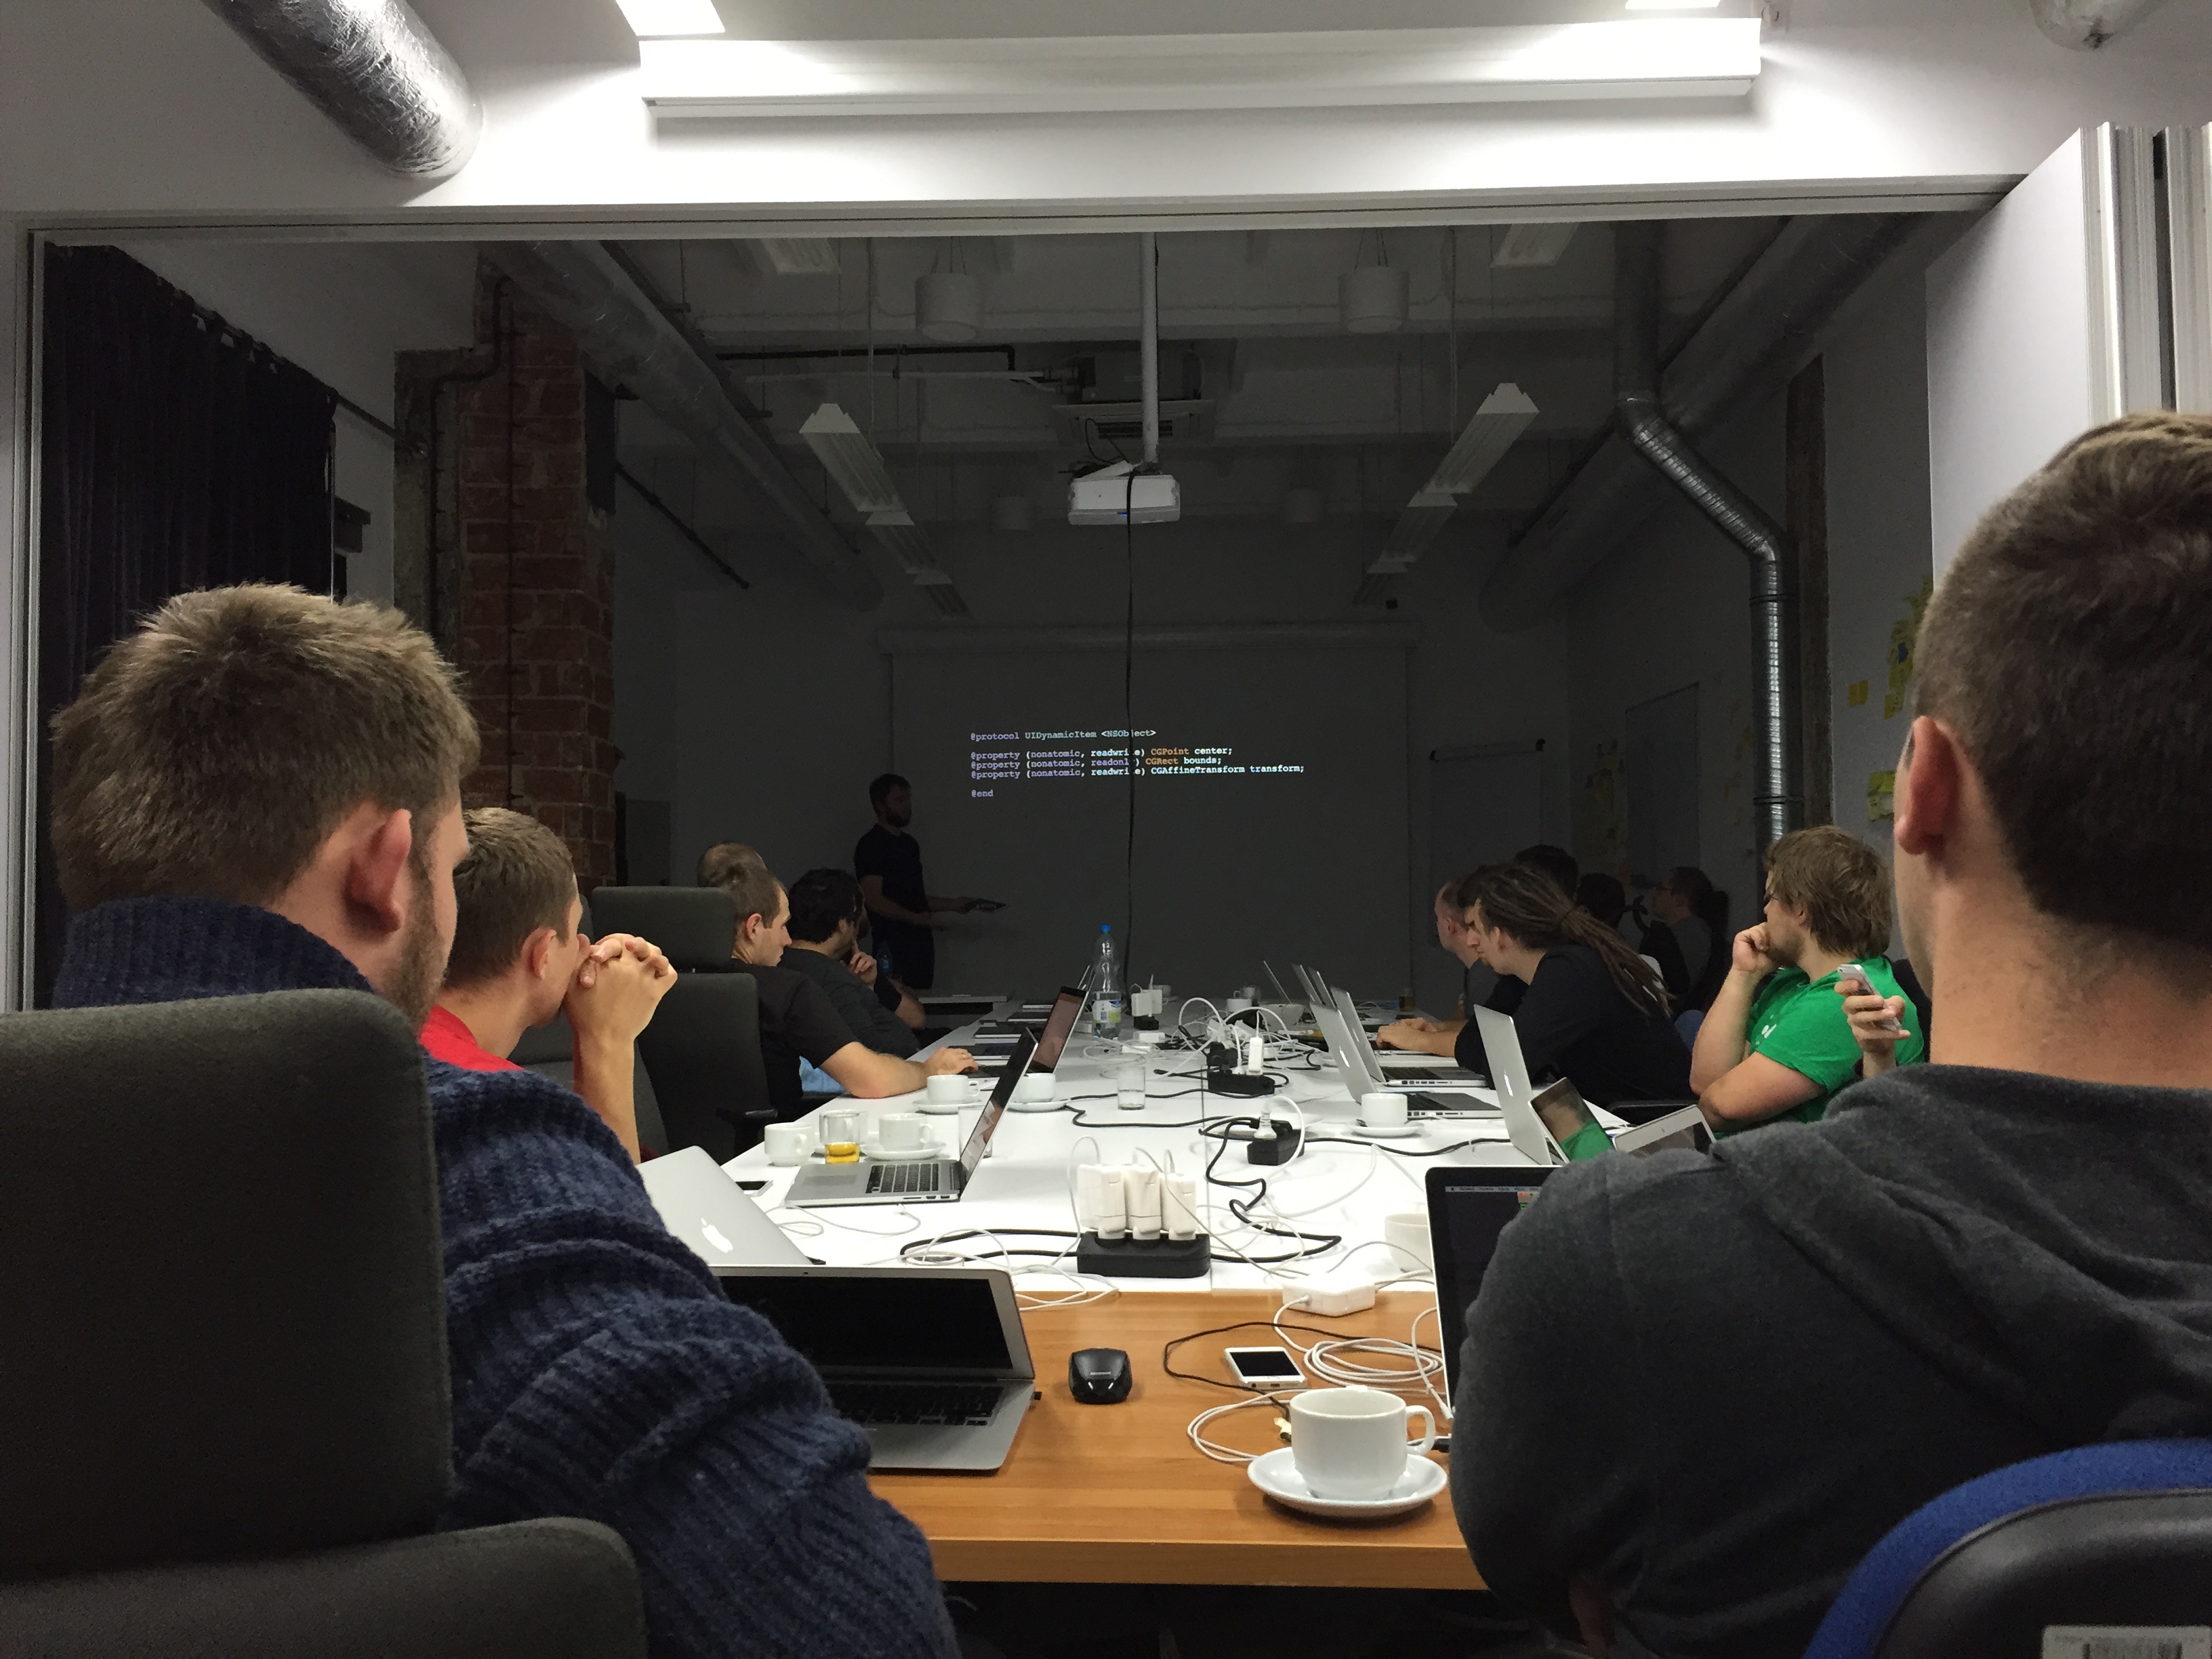 @protocol UIDynamicItem <NSObject>
@property (nonatomic, readwrite) CGPoint center;
@property (nonatomic, readonly) CGRect bounds;
@property (nonatomic, readwrite) CGAffineTransform transform;
@end